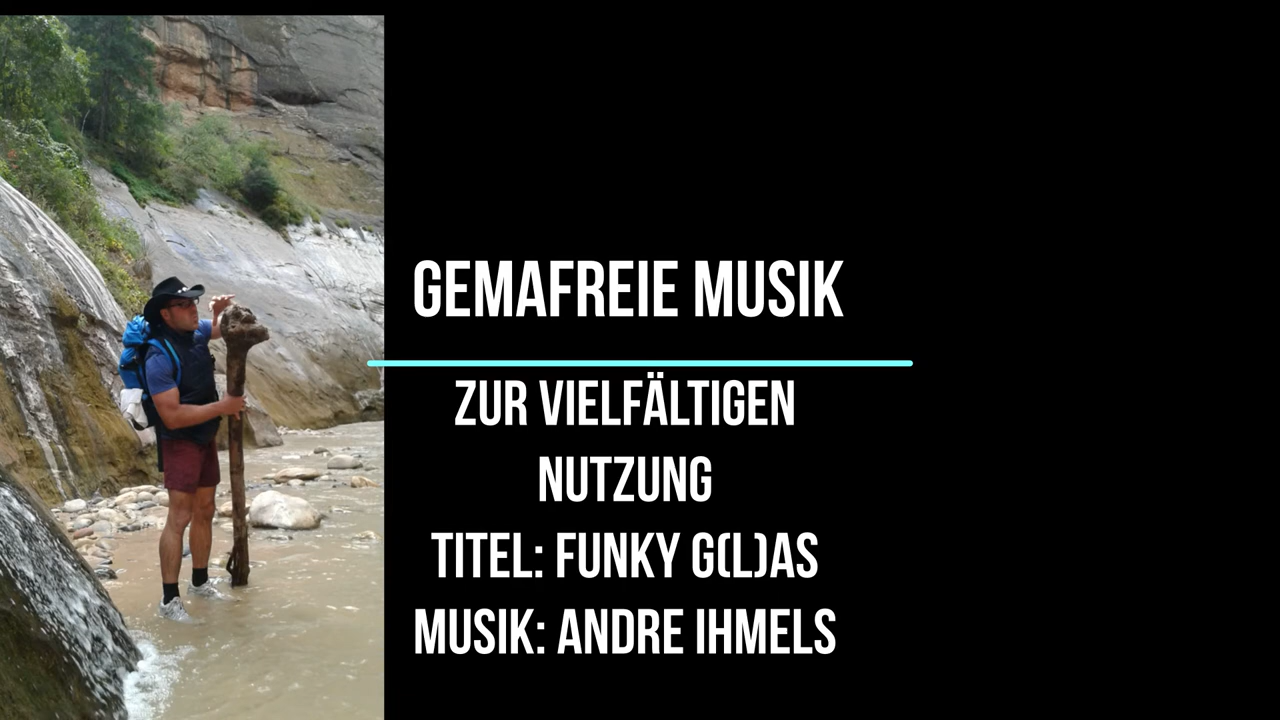 GEMAFREIE MUSIK
ZUR VIELFÄLTIGEN
NUTZUNG
TITEL: FUNKY G(L)AS
MUSIK: ANDRE IHMELS